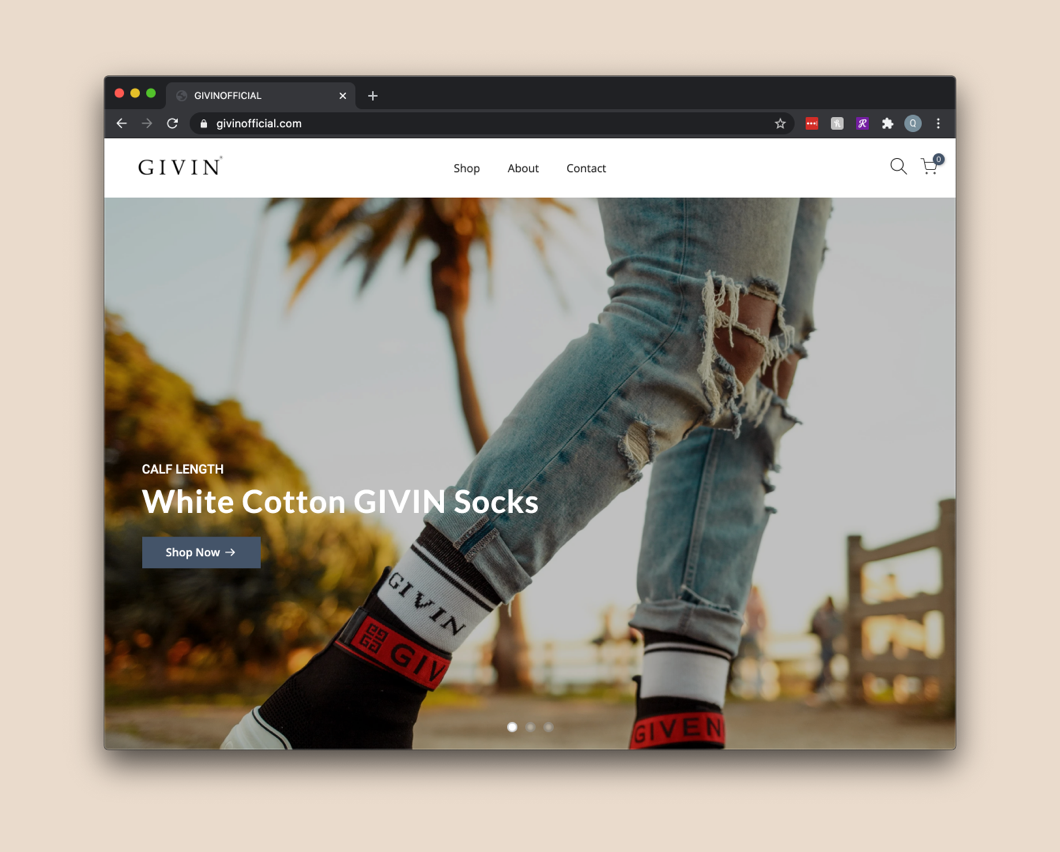 GIVINOFFICIAL
givinofficial.com
GIVIN
Shop About Contact
0
Q
CALF LENGTH
White Cotton GIVIN Socks
Shop Now →
GIVIN
GIV
GIVEN